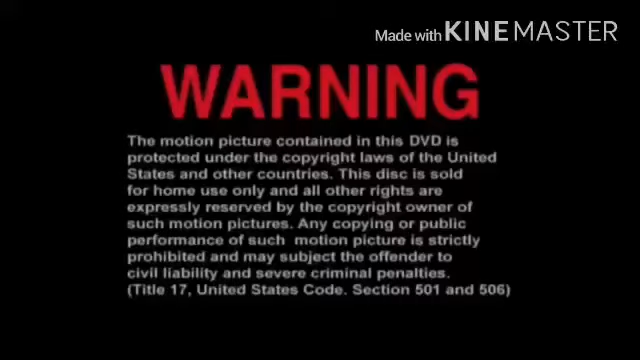 Made with KINEMASTER
WARNING
The motion picture contained in this DVD is
protected under the copyright laws of the United
States and other countries. This disc is sold
for home use only and all other rights are
expressly reserved by the copyright owner of
such motion pictures. Any copying or public
performance of such motion picture is strictly
prohibited and may subject the offender to
civil liability and severe criminal penalties.
(Title 17, United States Code. Section 501 and 506)